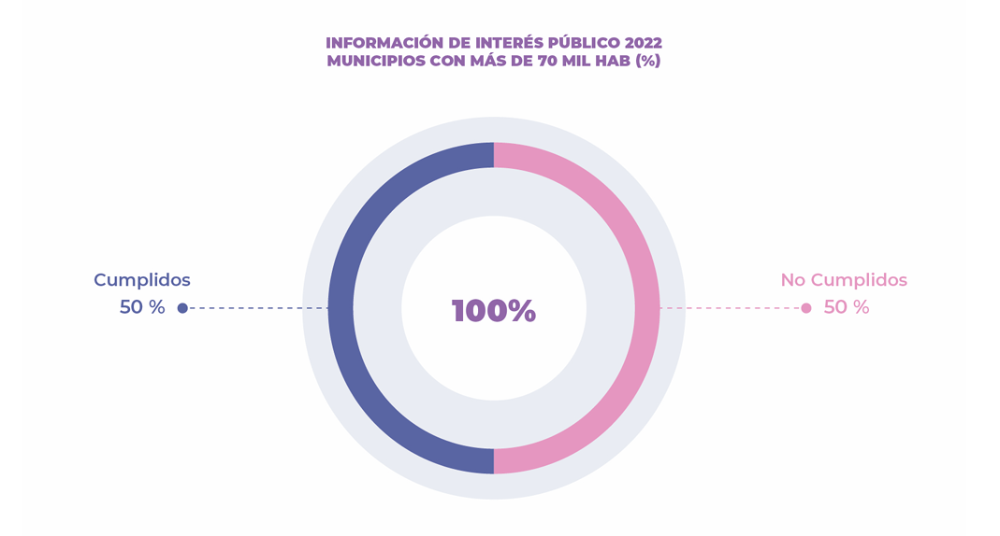 INFORMACIÓN DE INTERÉS PÚBLICO 2022
MUNICIPIOS CON MÁS DE 70 MIL HAB (%)
Cumplidos
50 %
100%
No Cumplidos
50 %